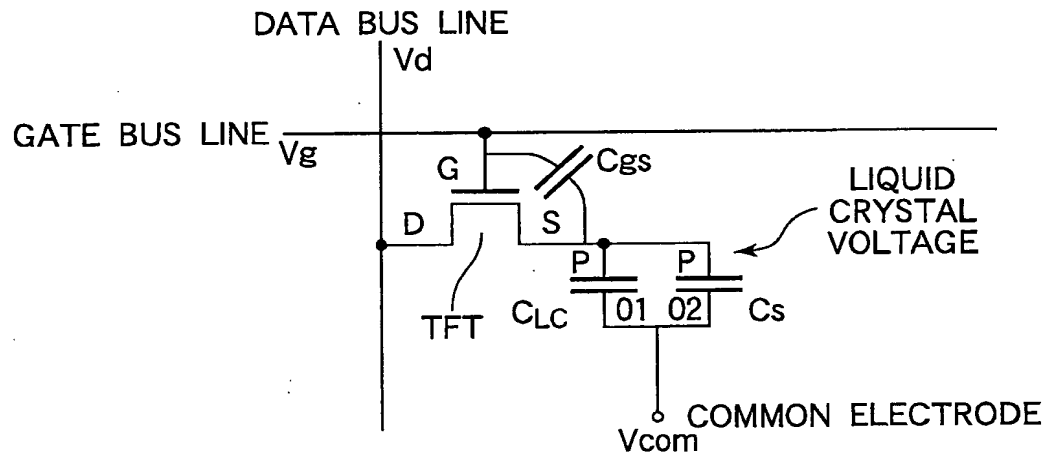 DATA BUS LINE
Vd
GATE BUS LINE
Vg
G
Cgs
LIQUID
CRYSTAL
VOLTAGE
D
S
P
P
TFT
CLC
01
02
Cs
COMMON ELECTRODE
Vcom